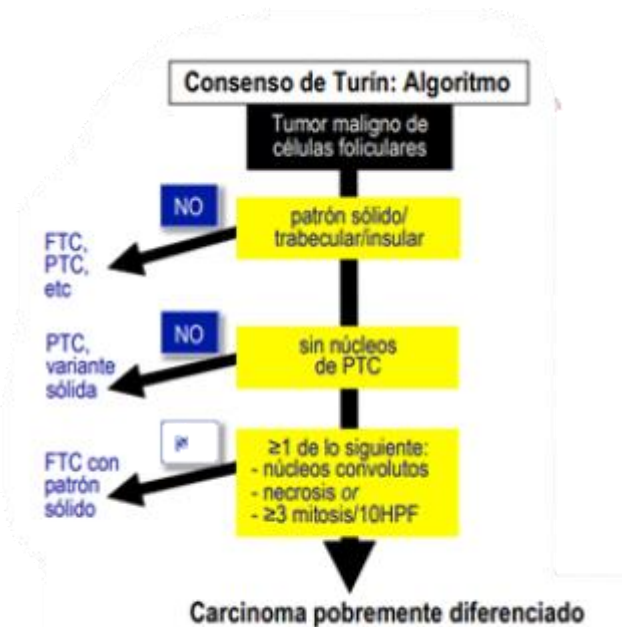 Consenso de Turín: Algoritmo
Tumor maligno de
células foliculares
NO
patrón sólido/
trabecular/insular
FTC,
PTC,
etc
NO
sin núcleos
de PTC
PTC,
variante
sólida
≥1 de lo siguiente:
- núcleos convolutos
- necrosis or
- ≥3 mitosis/10HPF
FTC con
patrón
sólido
Carcinoma pobremente diferenciado